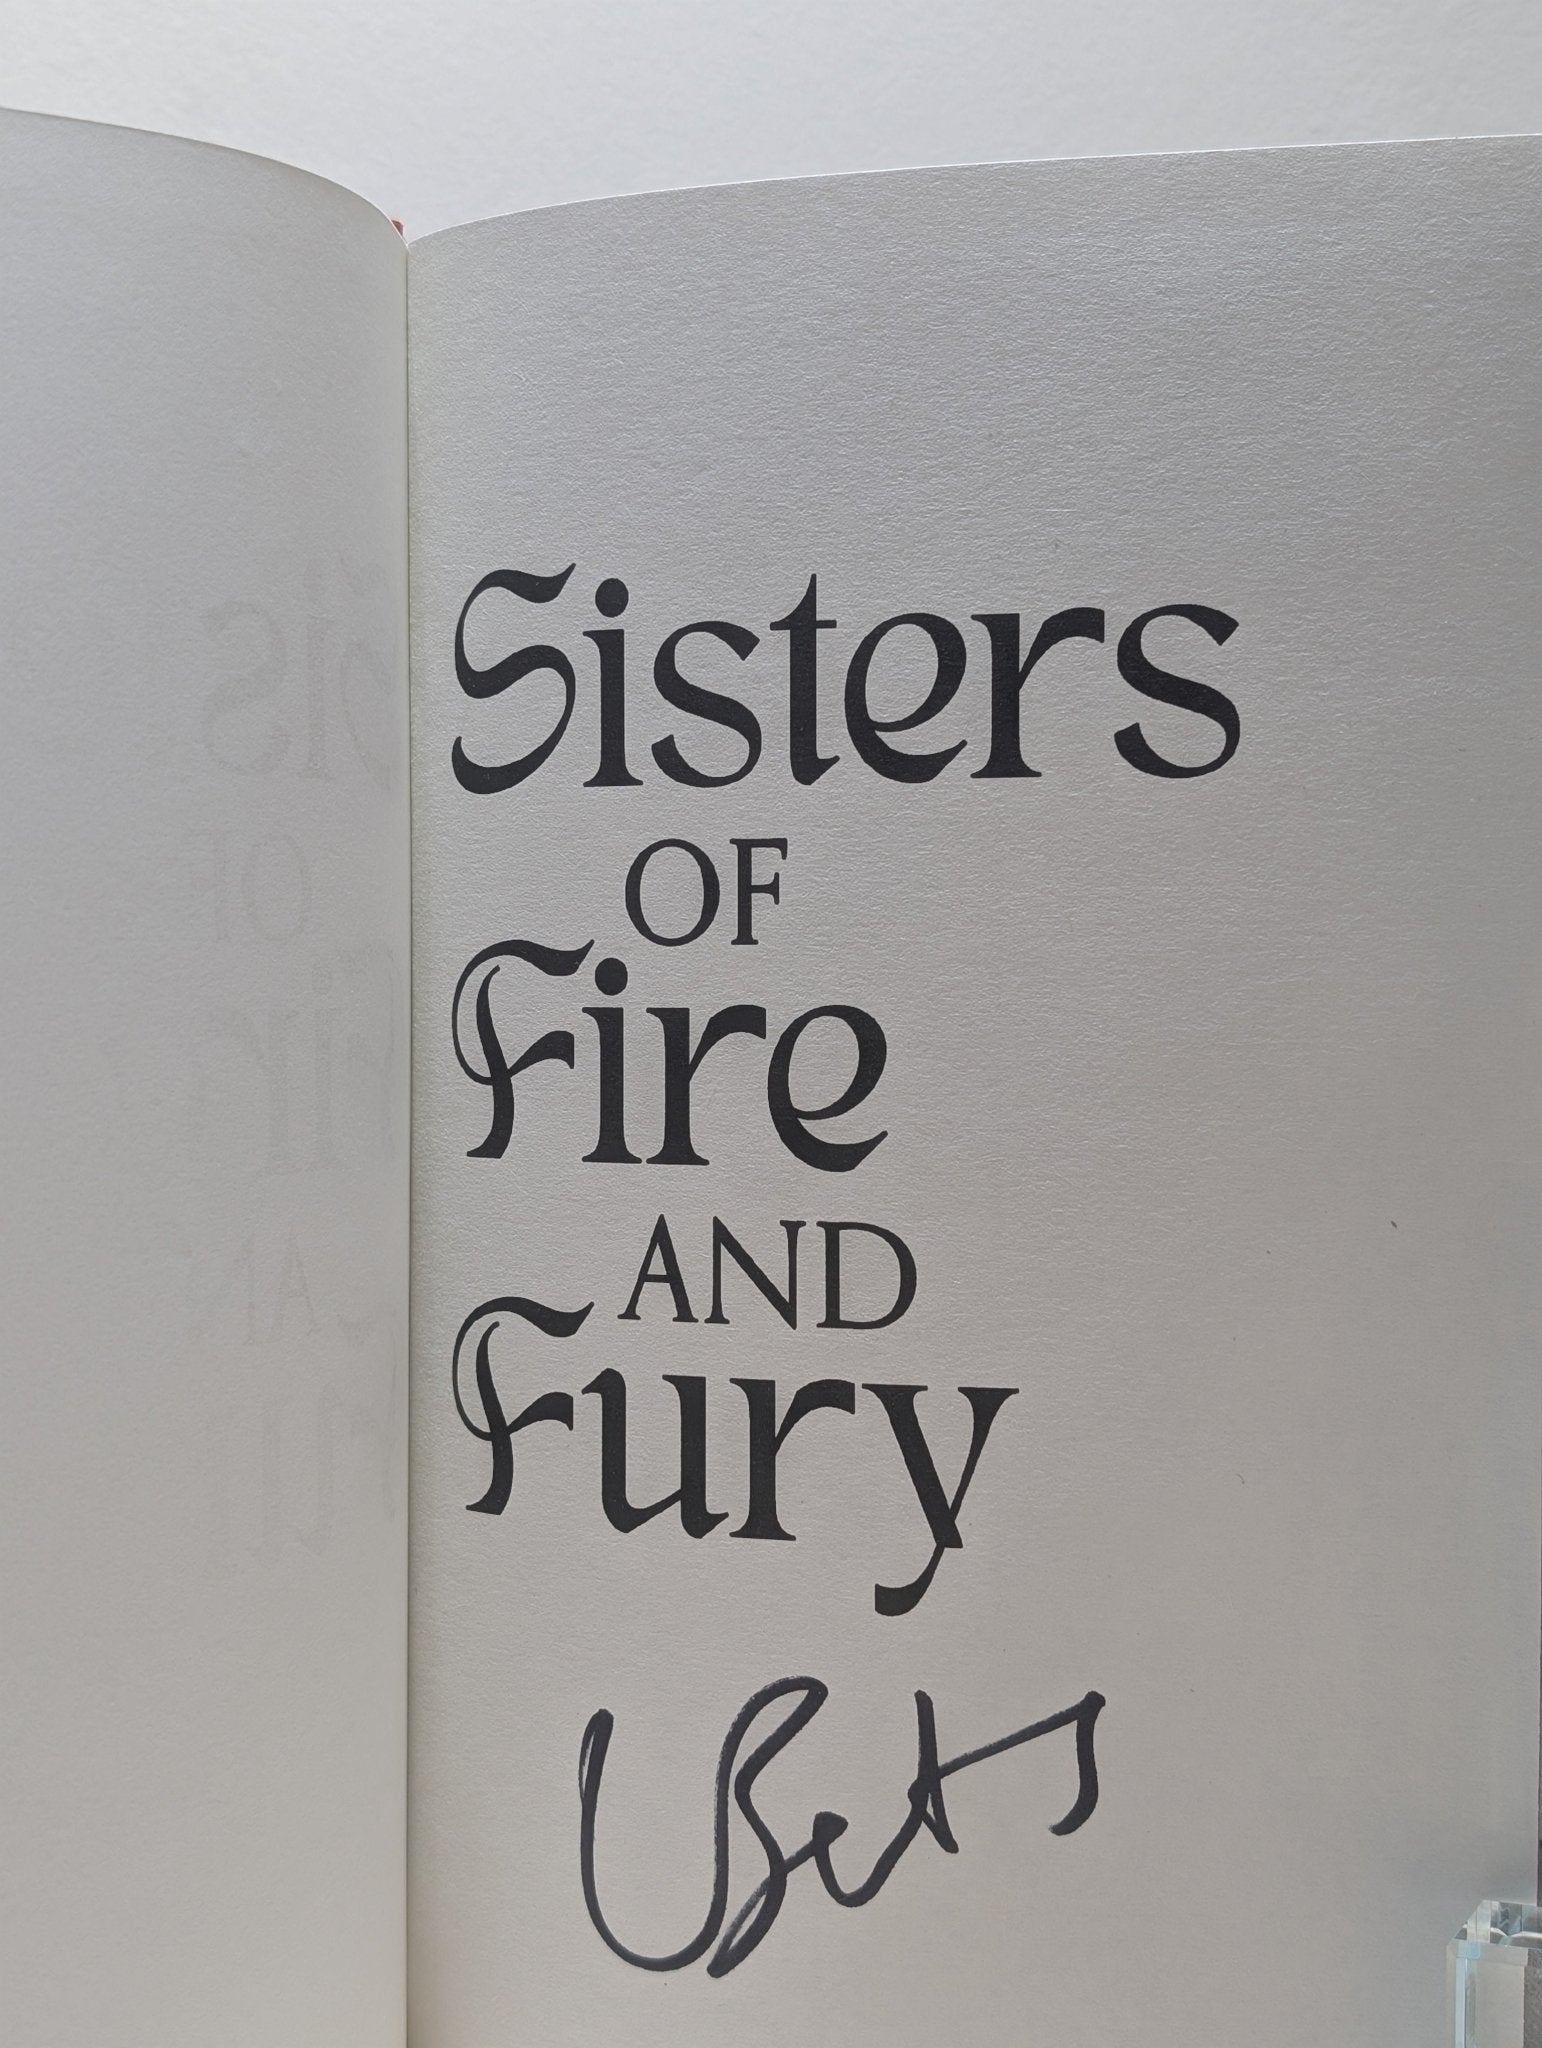 Sisters
OF
Fire
AND
Fury